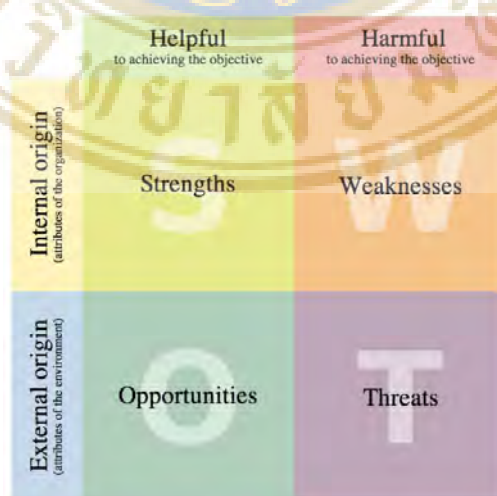 Helpful
to achieving the objective
Harmful
to achieving the objective
Internal origin
(attributes of the organization)
S
Strengths
W
Weaknesses
External origin
(attributes of the environment)
O
Opportunities
T
Threats